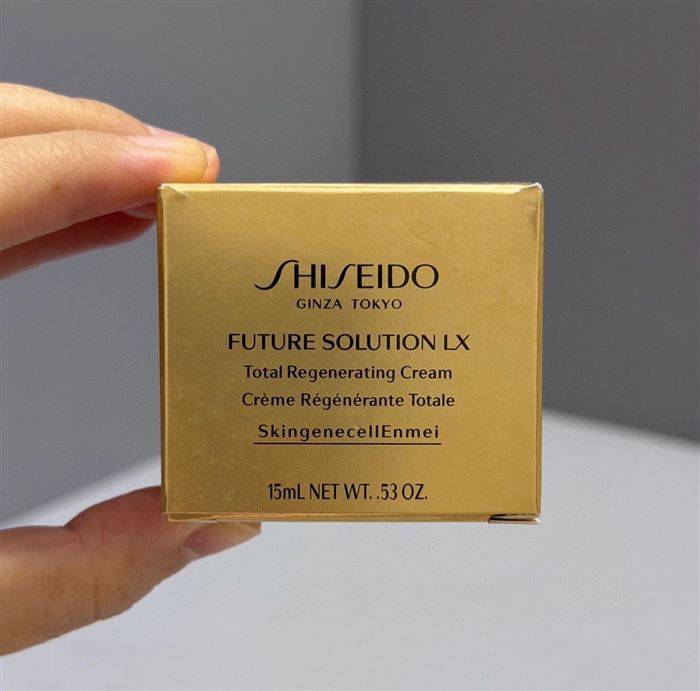 SHISEIDO
GINZA TOKYO
FUTURE SOLUTION LX
Total Regenerating Cream
Crème Régénérante Totale
SkingenecellEnmei
15mL NET WT. .53 OZ.